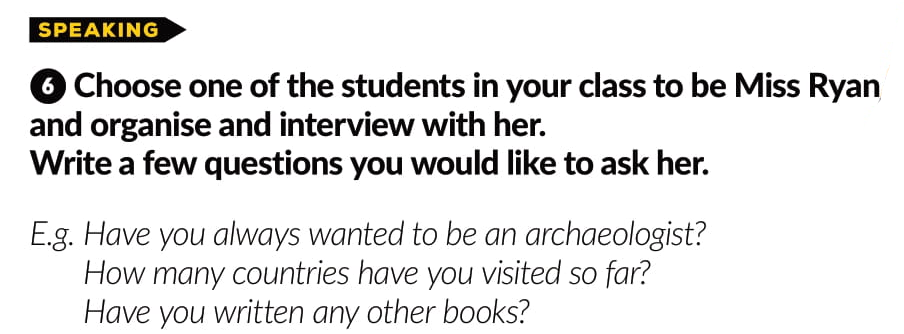 SPEAKING
6 Choose one of the students in your class to be Miss Ryan
and organise and interview with her.
Write a few questions you would like to ask her.
E.g. Have you always wanted to be an archaeologist?
How many countries have you visited so far?
Have you written any other books?